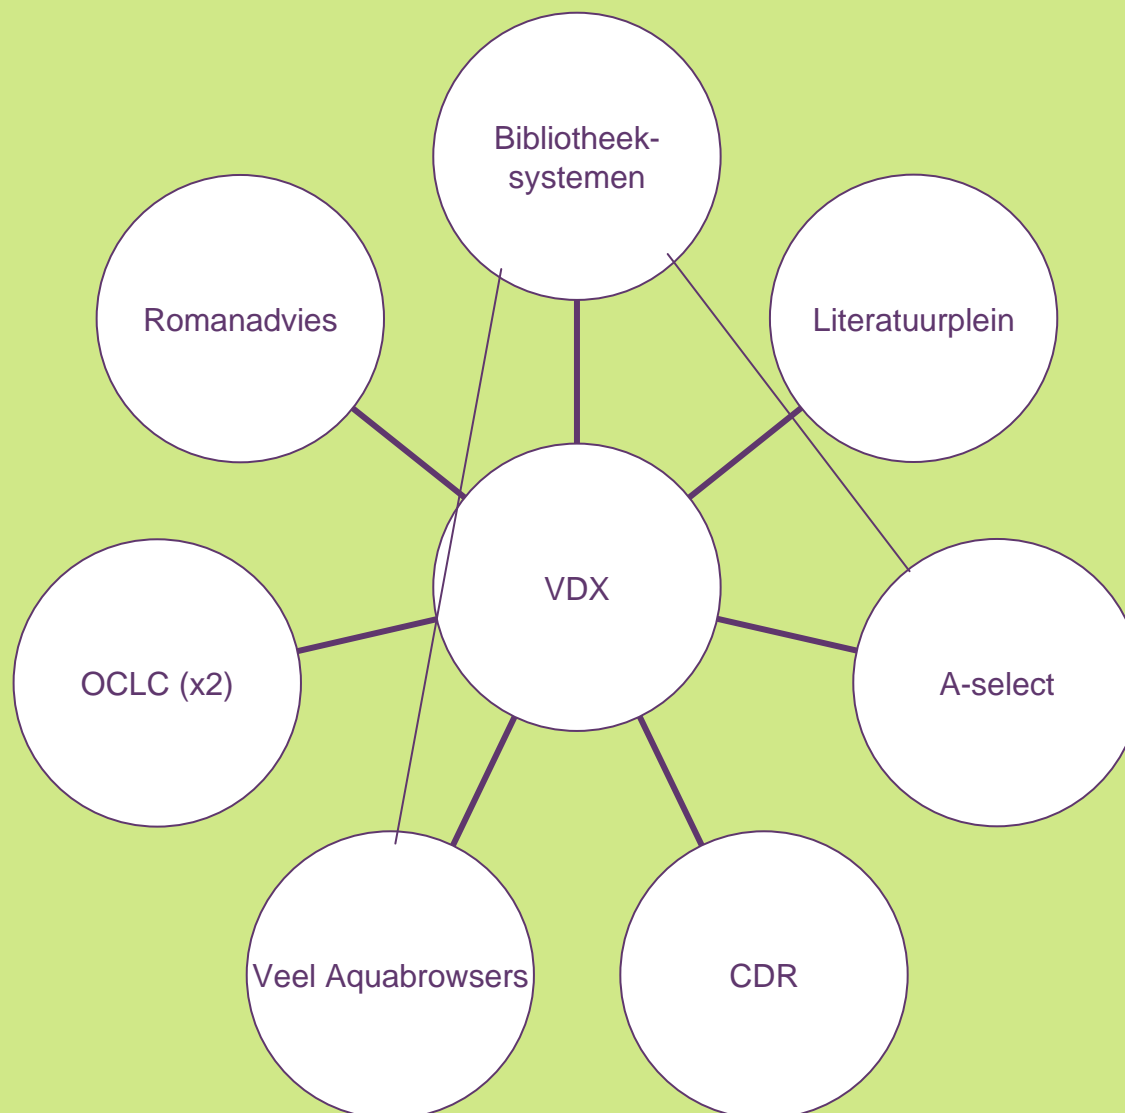 Bibliotheek-
systemen
Romanadvies
Literatuurplein
VDX
OCLC (x2)
A-select
Veel Aquabrowsers
CDR